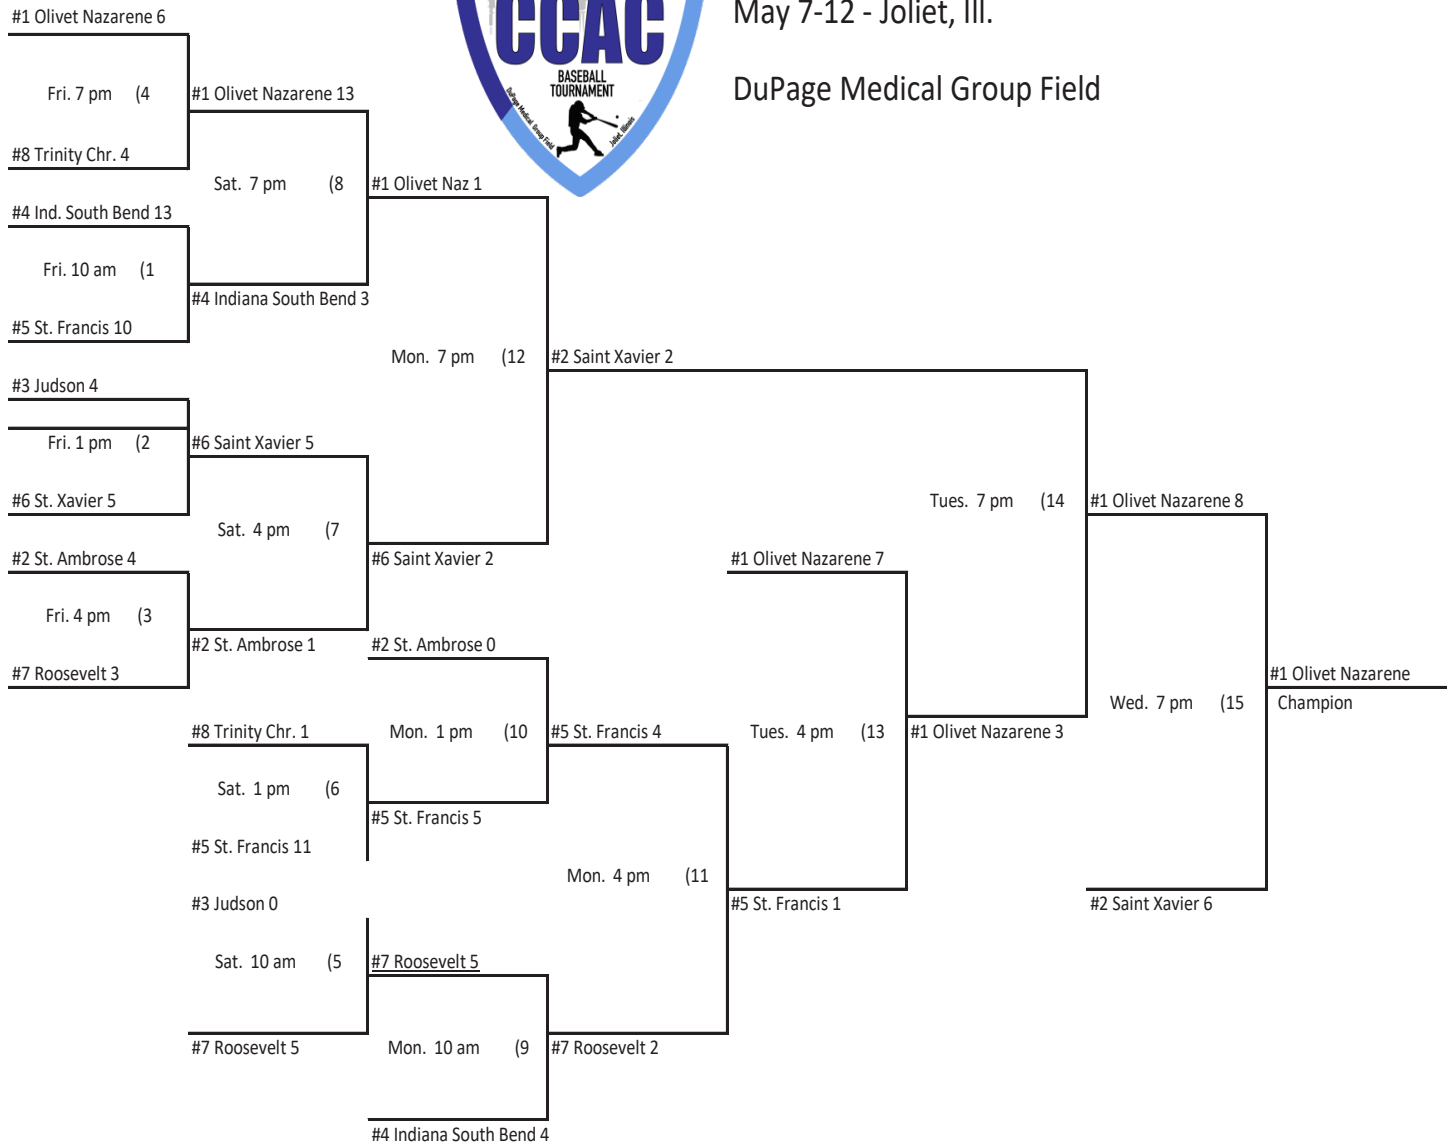 #1 Olivet Nazarene 6
May 7-12 - Joliet, Ill.
CCAC
BASEBALL
TOURNAMENT
DuPage Medical Group Field
Joliet, Illinois
DuPage Medical Group Field
Fri. 7 pm (4
#1 Olivet Nazarene 13
#8 Trinity Chr. 4
Sat. 7 pm (8
#1 Olivet Naz 1
#4 Ind. South Bend 13
Fri. 10 am (1
#4 Indiana South Bend 3
#5 St. Francis 10
Mon. 7 pm (12
#2 Saint Xavier 2
#3 Judson 4
Fri. 1 pm (2
#6 Saint Xavier 5
#6 St. Xavier 5
Tues. 7 pm (14
#1 Olivet Nazarene 8
Sat. 4 pm (7
#2 St. Ambrose 4
#6 Saint Xavier 2
#1 Olivet Nazarene 7
Fri. 4 pm (3
#2 St. Ambrose 1
#2 St. Ambrose 0
#7 Roosevelt 3
#1 Olivet Nazarene
Wed. 7 pm (15
Champion
#8 Trinity Chr. 1
Mon. 1 pm (10
#5 St. Francis 4
Tues. 4 pm (13
#1 Olivet Nazarene 3
Sat. 1 pm (6
#5 St. Francis 5
#5 St. Francis 11
Mon. 4 pm (11
#3 Judson 0
#5 St. Francis 1
#2 Saint Xavier 6
Sat. 10 am (5
#7 Roosevelt 5
#7 Roosevelt 5
Mon. 10 am (9
#7 Roosevelt 2
#4 Indiana South Bend 4